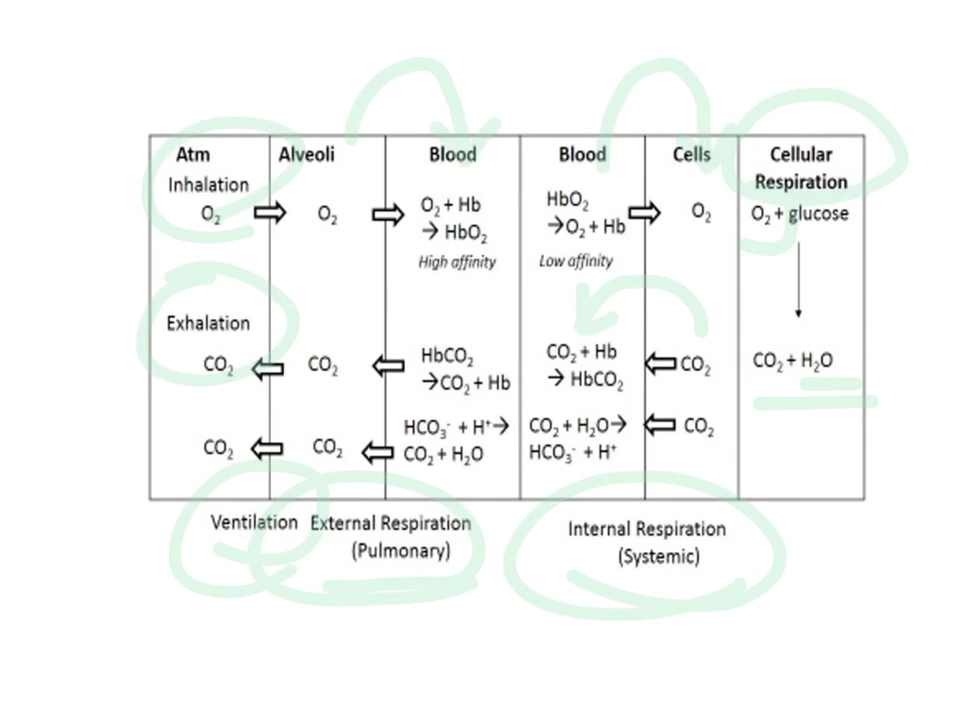 Atm Alveoli Blood Blood Cells Cellular
Inhalation Respiration
O₂ ⇨ O₂ ⇨ O₂ + Hb HbO₂ ⇨ O₂ O₂ + glucose
→ HbO₂ →O₂ + Hb
High affinity Low affinity
Exhalation
CO₂ ⇦ CO₂ ⇦ HbCO₂ CO₂ + Hb ⇦ CO₂ CO₂ + H₂O
→CO₂ + Hb → HbCO₂
HCO₃⁻ + H⁺→ CO₂ + H₂O→ ⇦ CO₂
CO₂ ⇦ CO₂ ⇦ CO₂ + H₂O HCO₃⁻ + H⁺
Ventilation External Respiration Internal Respiration
(Pulmonary) (Systemic)